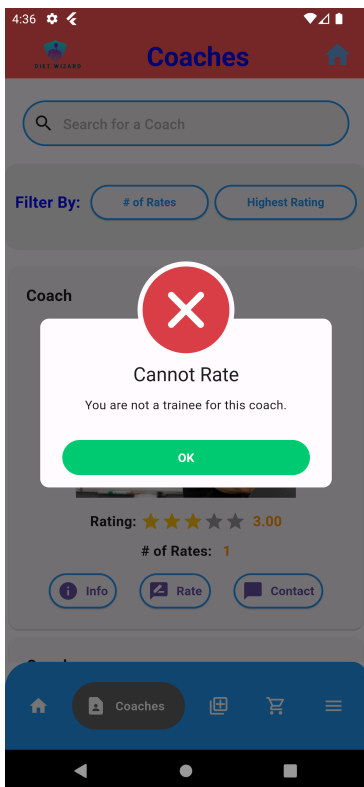 4:36
DIET WIZARD
Coaches
Search for a Coach
Filter By:
# of Rates
Highest Rating
Coach
Cannot Rate
You are not a trainee for this coach.
OK
Rating: 3.00
# of Rates: 1
Info
Rate
Contact
Coaches